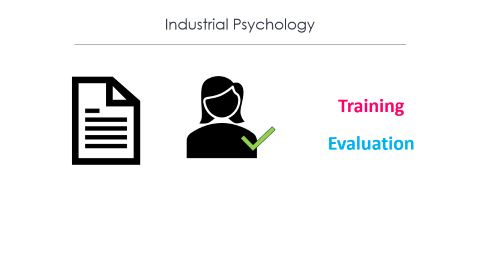 Industrial Psychology
Training
Evaluation